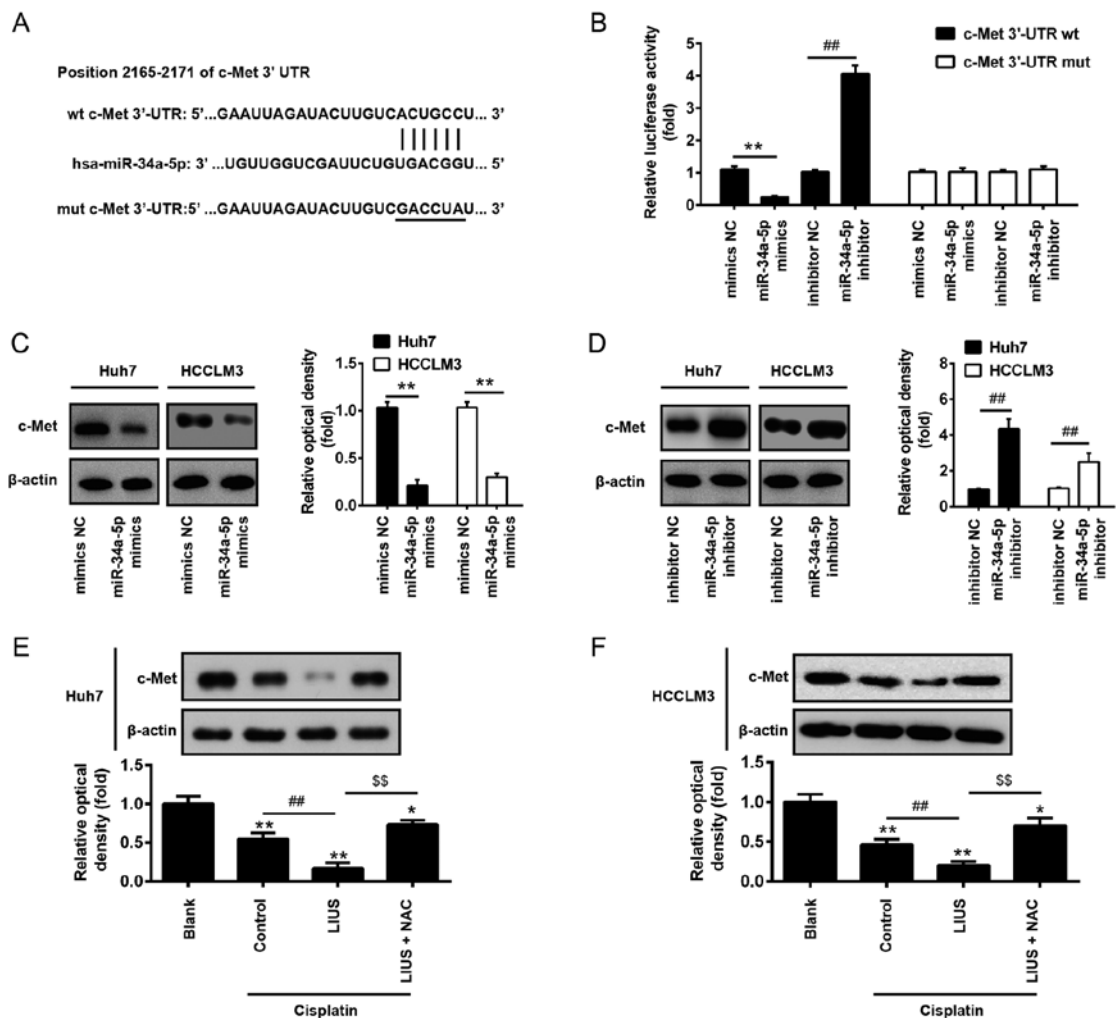 A
Position 2165-2171 of c-Met 3' UTR
wt c-Met 3'-UTR: 5'...GAAUUAGAUACUUGUCACUGCCU... 3'
hsa-miR-34a-5p: 3' ...UGUUGGUCGAUUCUGUGACGGU... 5'
mut c-Met 3'-UTR:5' ...GAAUUAGAUACUUGUCGACCUAU... 3'
B
c-Met 3'-UTR wt
c-Met 3'-UTR mut
Relative luciferase activity
(fold)
5
4
3
2
1
0
**
##
mimics NC
miR-34a-5p
mimics
inhibitor NC
miR-34a-5p
inhibitor
mimics NC
miR-34a-5p
mimics
inhibitor NC
miR-34a-5p
inhibitor
C
Huh7
HCCLM3
c-Met
β-actin
mimics NC
miR-34a-5p
mimics
mimics NC
miR-34a-5p
mimics
Huh7
HCCLM3
Relative optical density
(fold)
1.5
1.0
0.5
0.0
**
**
mimics NC
miR-34a-5p
mimics
mimics NC
miR-34a-5p
mimics
D
Huh7
HCCLM3
c-Met
β-actin
inhibitor NC
miR-34a-5p
inhibitor
inhibitor NC
miR-34a-5p
inhibitor
Huh7
HCCLM3
Relative optical density
(fold)
8
6
4
2
0
##
##
inhibitor NC
miR-34a-5p
inhibitor
inhibitor NC
miR-34a-5p
inhibitor
E
Huh7
c-Met
β-actin
Relative optical
density (fold)
1.5
1.0
0.5
0.0
**
##
**
$$
*
Blank
Control
LIUS
LIUS + NAC
Cisplatin
F
HCCLM3
c-Met
β-actin
Relative optical
density (fold)
1.5
1.0
0.5
0.0
**
##
**
$$
*
Blank
Control
LIUS
LIUS + NAC
Cisplatin